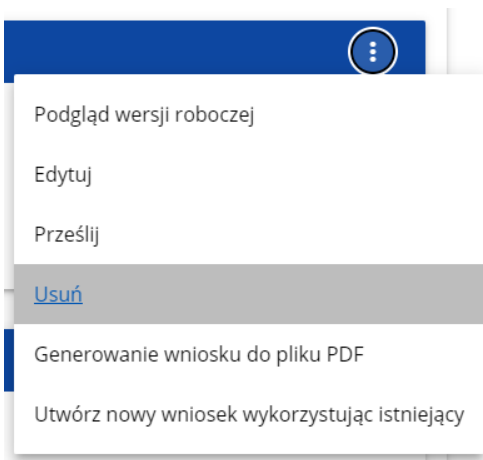 Podgląd wersji roboczej
Edytuj
Prześlij
Usuń
Generowanie wniosku do pliku PDF
Utwórz nowy wniosek wykorzystując istniejący